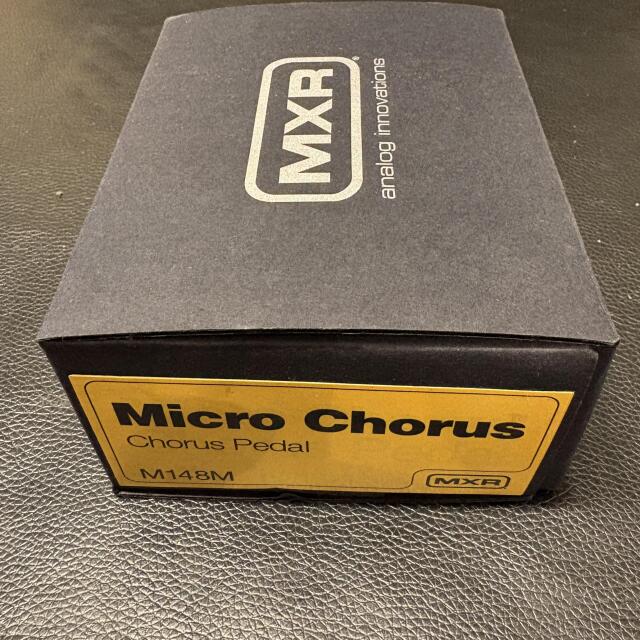 MXR
analog innovations
Micro Chorus
Chorus Pedal
M148M
MXR